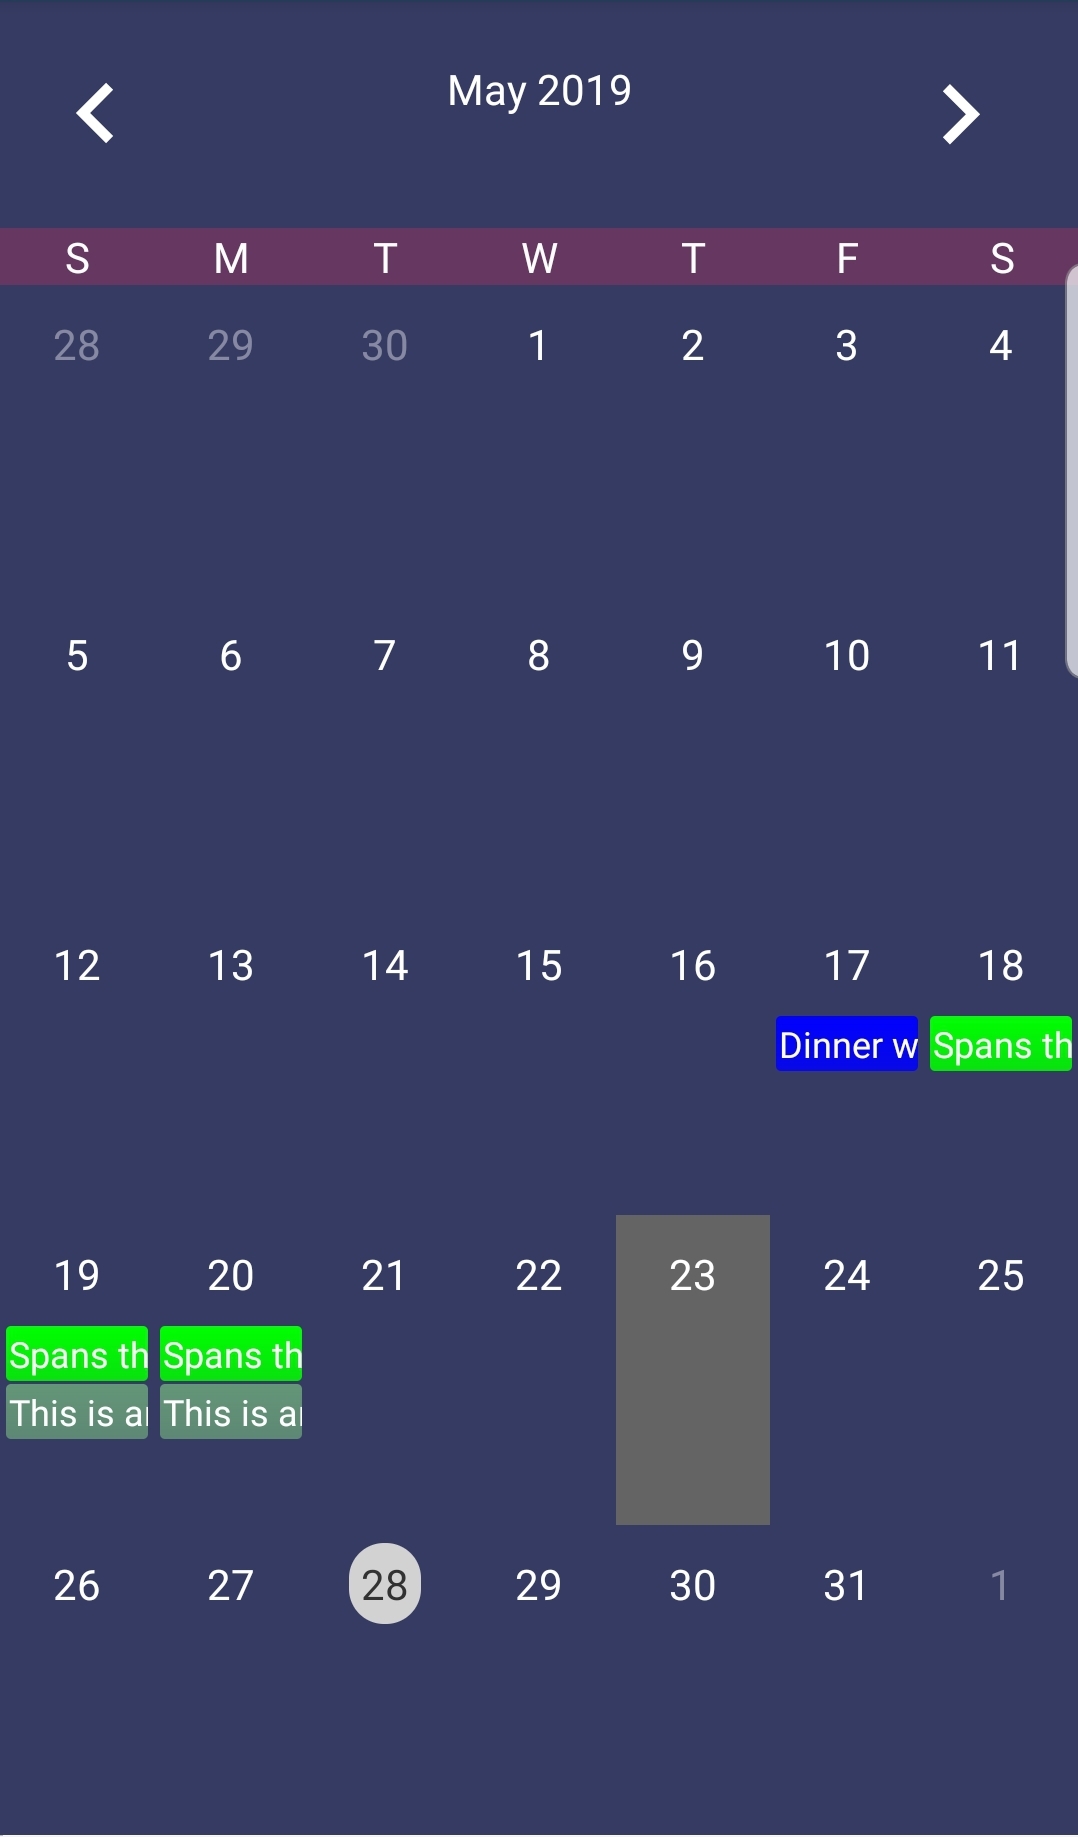 May 2019
S M T W T F S
28 29 30 1 2 3 4
5 6 7 8 9 10 11
12 13 14 15 16 17 18
Dinner w Spans th
19 20 21 22 23 24 25
Spans th Spans th
This is This is
26 27 28 29 30 31 1